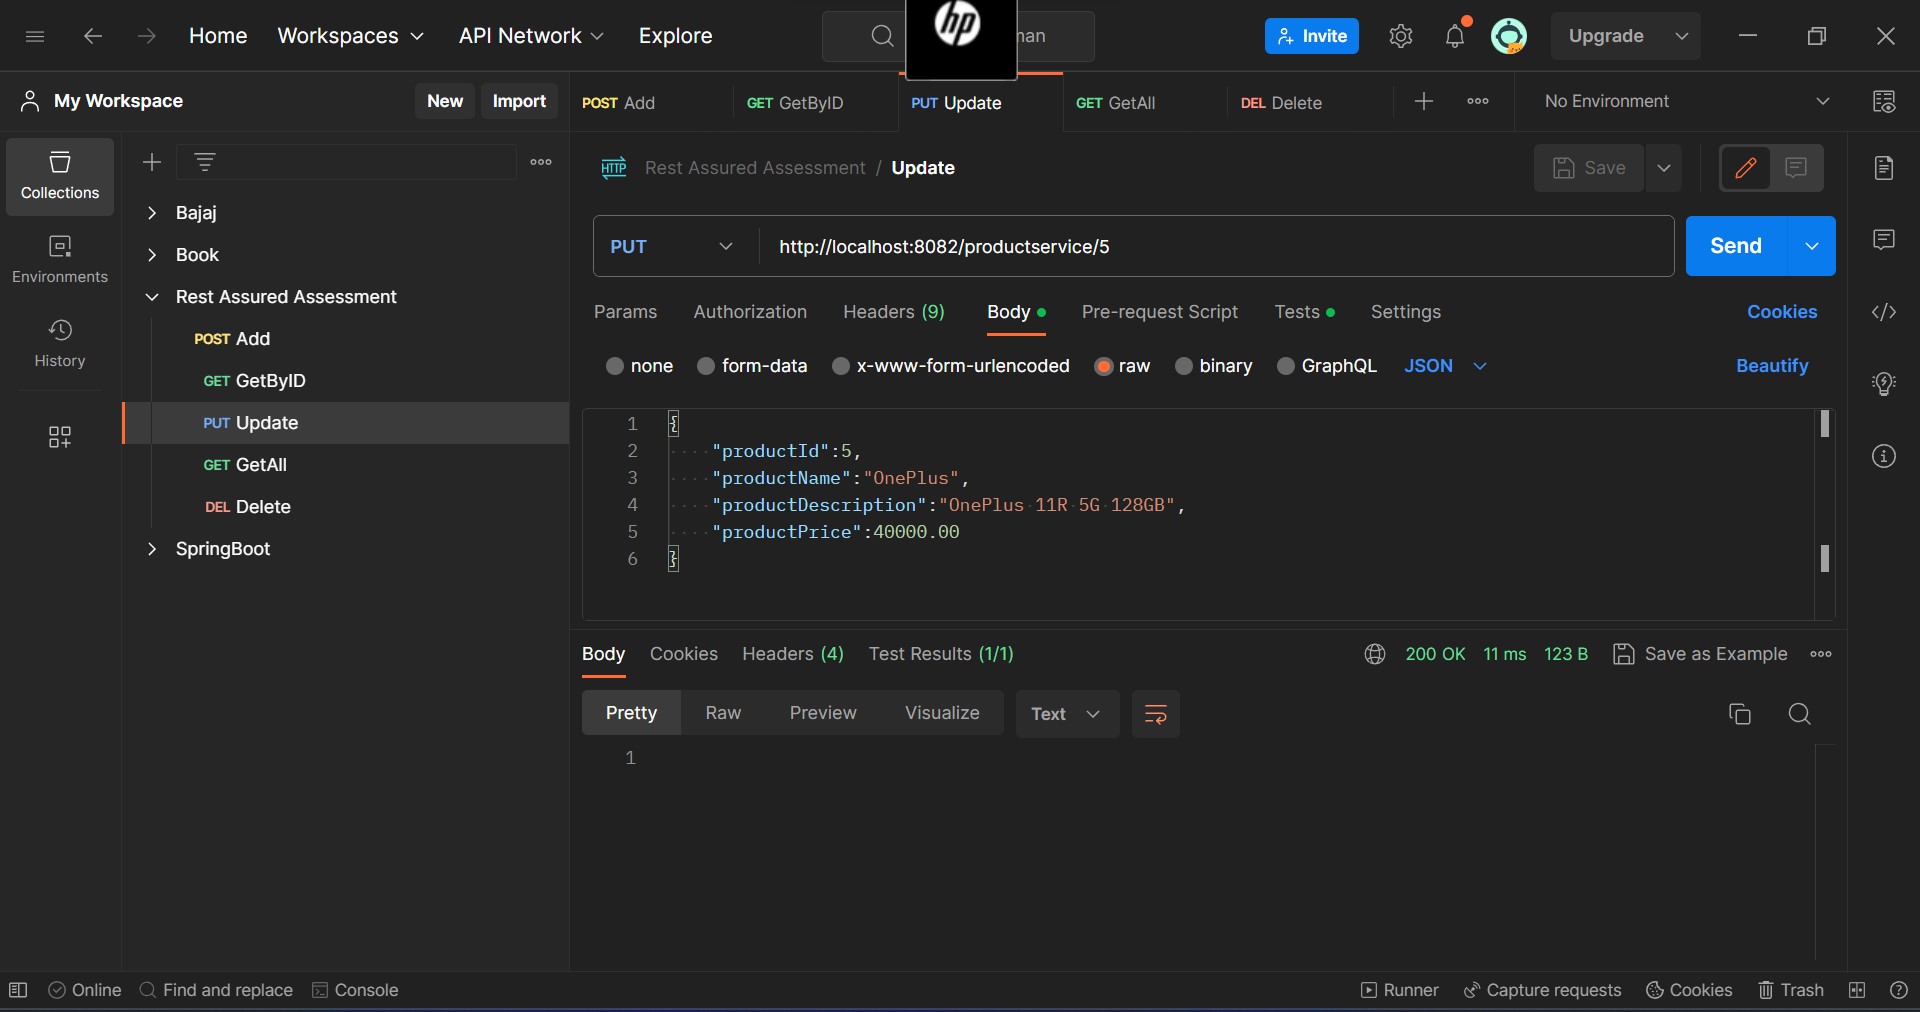 Home Workspaces API Network Explore
hp
man
Invite
Upgrade
My Workspace
New Import
POST Add
GET GetByID
PUT Update
GET GetAll
DEL Delete
No Environment
Collections
Environments
History
Bajaj
Book
Rest Assured Assessment
POST Add
GET GetByID
PUT Update
GET GetAll
DEL Delete
SpringBoot
HTTP Rest Assured Assessment / Update
Save
PUT http://localhost:8082/productservice/5
Send
Params Authorization Headers (9) Body Pre-request Script Tests Settings Cookies
none form-data x-www-form-urlencoded raw binary GraphQL JSON Beautify
1 {
2 "productId":5,
3 "productName":"OnePlus",
4 "productDescription":"OnePlus 11R 5G 128GB",
5 "productPrice":40000.00
6 }
Body Cookies Headers (4) Test Results (1/1) 200 OK 11 ms 123 B Save as Example
Pretty Raw Preview Visualize Text
1
Online Find and replace Console Runner Capture requests Cookies Trash